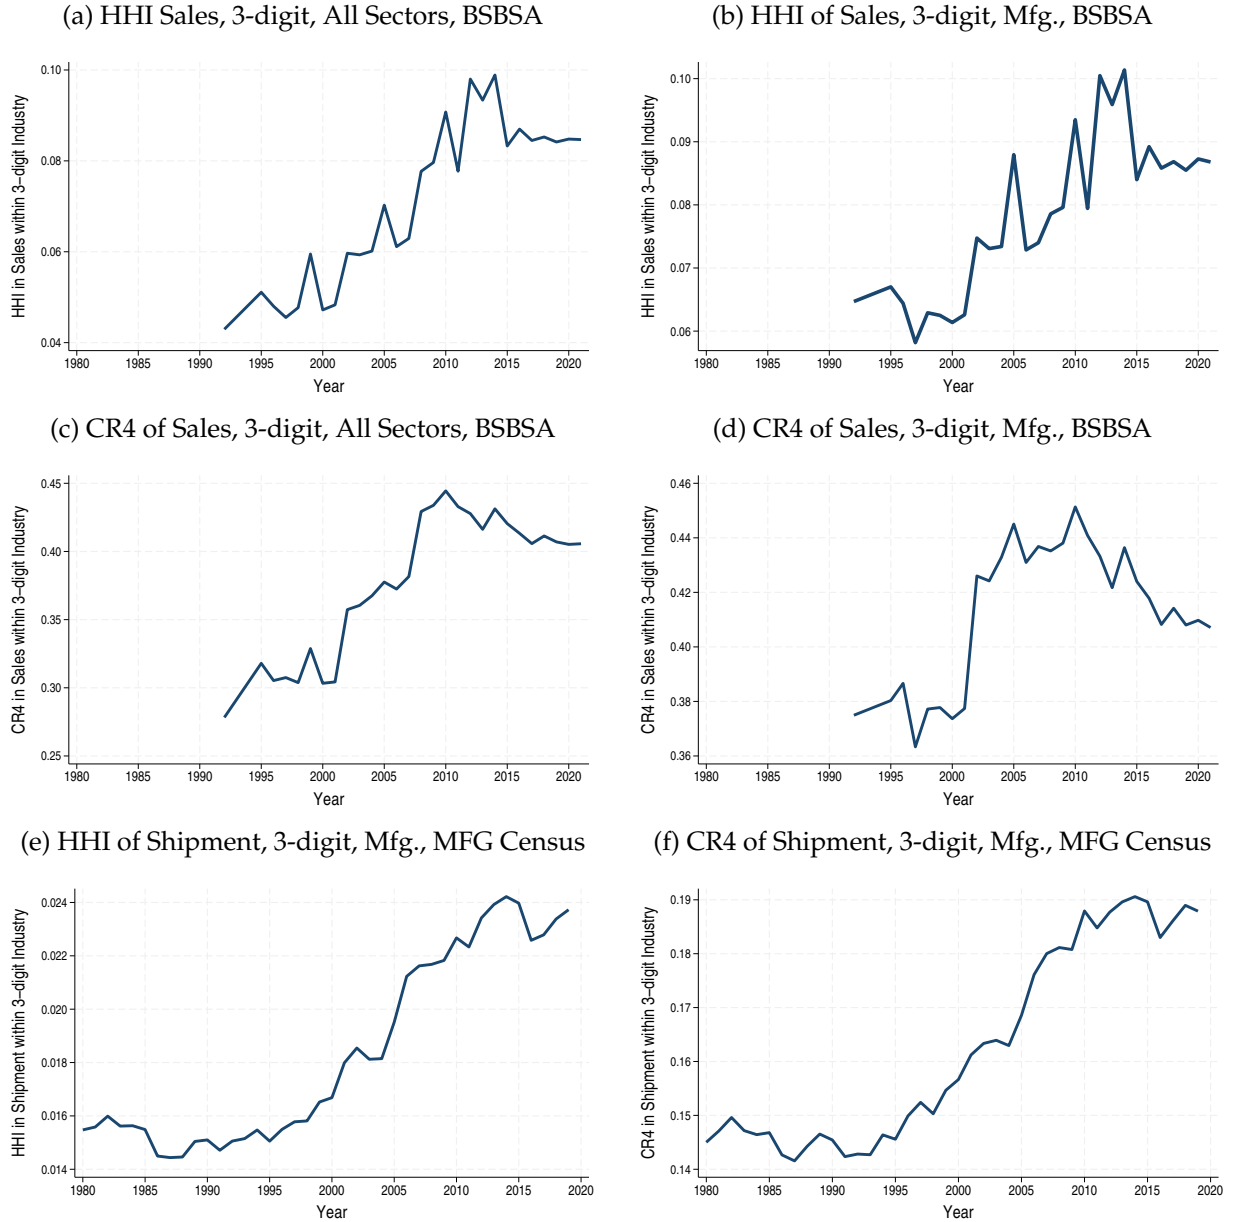 (a) HHI Sales, 3-digit, All Sectors, BSBSA
HHI in Sales within 3–digit Industry
0.10
0.08
0.06
0.04
1980 1985 1990 1995 2000 2005 2010 2015 2020
Year
(b) HHI of Sales, 3-digit, Mfg., BSBSA
HHI in Sales within 3–digit Industry
0.10
0.09
0.08
0.07
0.06
1980 1985 1990 1995 2000 2005 2010 2015 2020
Year
(c) CR4 of Sales, 3-digit, All Sectors, BSBSA
CR4 in Sales within 3–digit Industry
0.45
0.40
0.35
0.30
0.25
1980 1985 1990 1995 2000 2005 2010 2015 2020
Year
(d) CR4 of Sales, 3-digit, Mfg., BSBSA
CR4 in Sales within 3–digit Industry
0.46
0.44
0.42
0.40
0.38
0.36
1980 1985 1990 1995 2000 2005 2010 2015 2020
Year
(e) HHI of Shipment, 3-digit, Mfg., MFG Census
HHI in Shipment within 3–digit Industry
0.024
0.022
0.020
0.018
0.016
0.014
1980 1985 1990 1995 2000 2005 2010 2015 2020
Year
(f) CR4 of Shipment, 3-digit, Mfg., MFG Census
CR4 in Shipment within 3–digit Industry
0.19
0.18
0.17
0.16
0.15
0.14
1980 1985 1990 1995 2000 2005 2010 2015 2020
Year